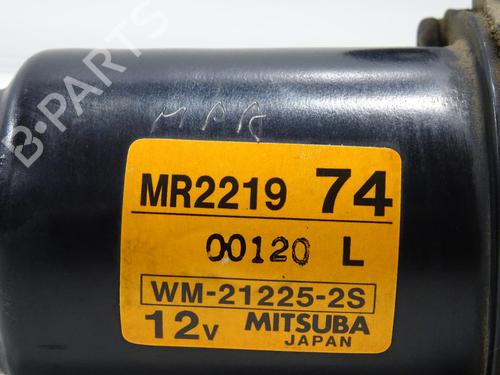 B-PARTS
MR2219 74
00120 L
WM-21225-2S
12v MITSUBA
JAPAN